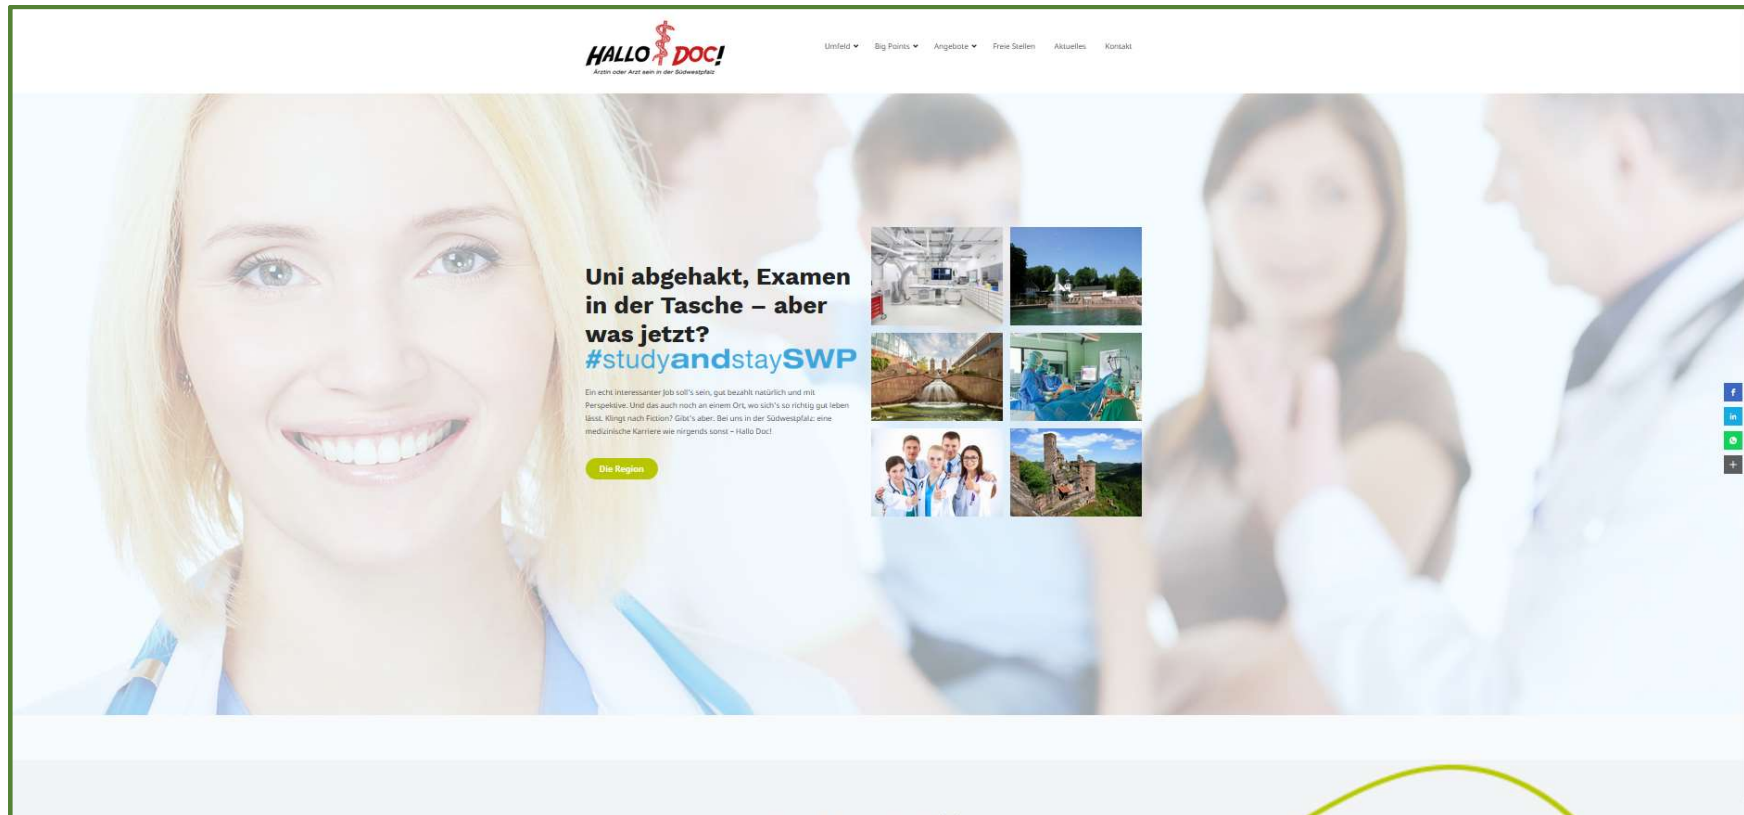 HALLO DOC!
Ärztin oder Arzt sein in der Südwestpfalz
Umfeld Big Points Angebote Freie Stellen Aktuelles Kontakt
Uni abgehakt, Examen
in der Tasche – aber
was jetzt?
#studyandstaySWP
Ein echt interessanter Job soll's sein, gut bezahlt natürlich und mit
Perspektive. Und das auch noch an einem Ort, wo sich's so richtig gut leben
lässt. Klingt nach Fiction? Gibt's aber. Bei uns in der Südwestpfalz: eine
medizinische Karriere wie nirgends sonst – Hallo Doc!
Die Region
f
in